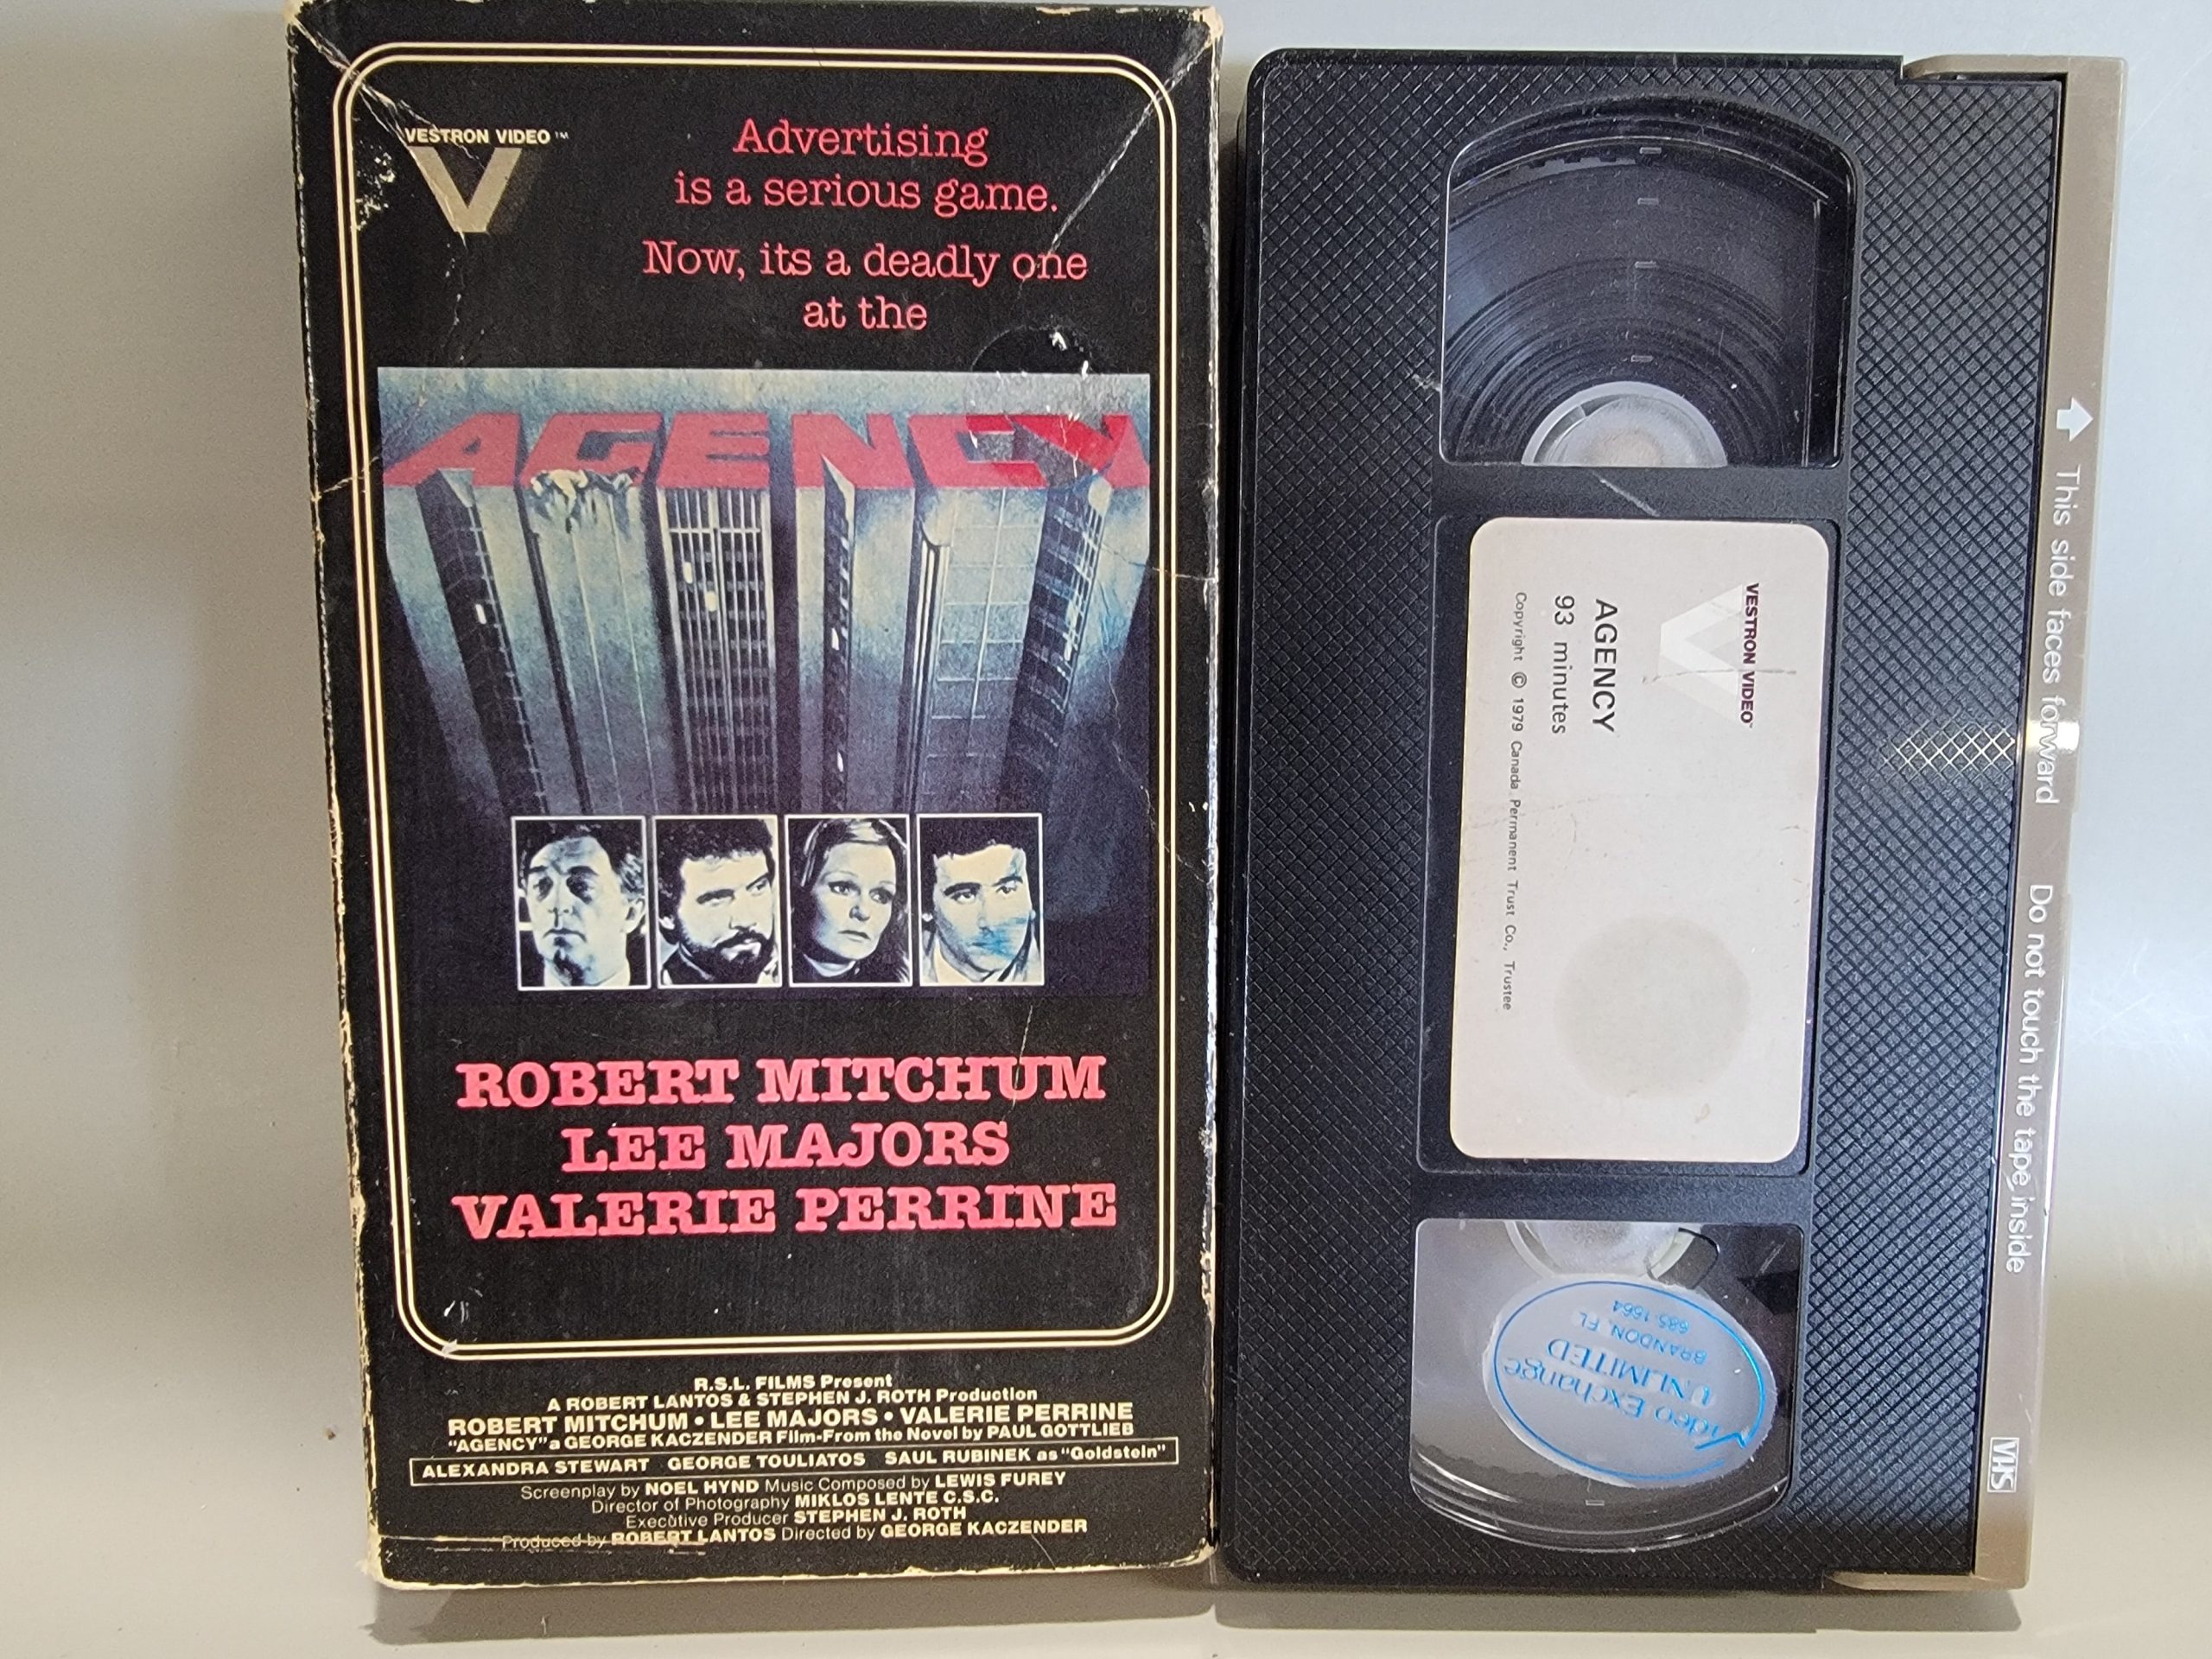 VESTRON VIDEO™
Advertising
is a serious game.
Now, its a deadly one
at the
AGENCY
ROBERT MITCHUM
LEE MAJORS
VALERIE PERRINE
R.S.L. FILMS Present
A ROBERT LANTOS & STEPHEN J. ROTH Production
ROBERT MITCHUM • LEE MAJORS • VALERIE PERRINE
"AGENCY" a GEORGE KACZENDER Film-From the Novel by PAUL GOTTLIEB
ALEXANDRA STEWART GEORGE TOULIATOS SAUL RUBINEK as "Goldstein"
Screenplay by NOEL HYND Music Composed by LEWIS FUREY
Director of Photography MIKLOS LENTE C.S.C.
Executive Producer STEPHEN J. ROTH
Produced by ROBERT LANTOS Directed by GEORGE KACZENDER
VESTRON VIDEO™
AGENCY
93 minutes
Copyright © 1979 Canada Permanent Trust Co., Trustee
This side faces forward Do not touch the tape inside
VHS
Video Exchange
UNLIMITED
BRANDON, FL
685-1664